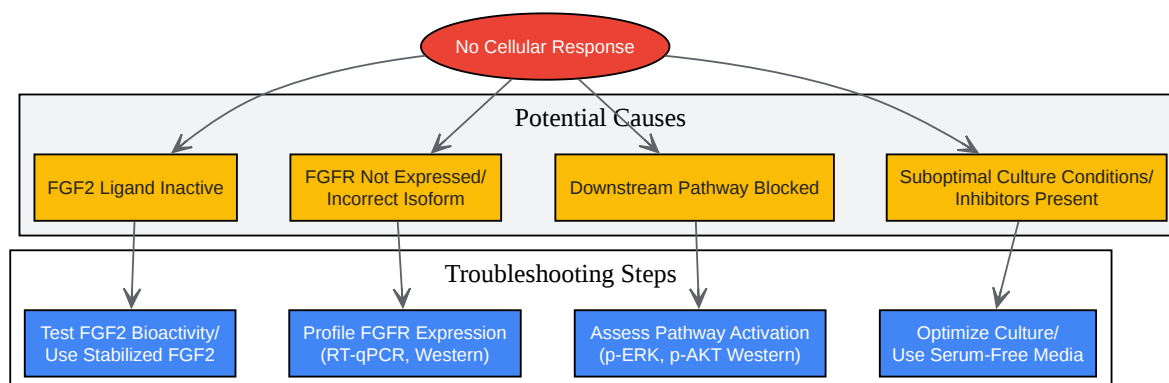 No Cellular Response
Potential Causes
FGF2 Ligand Inactive
FGFR Not Expressed/
Incorrect Isoform
Downstream Pathway Blocked
Suboptimal Culture Conditions/
Inhibitors Present
Troubleshooting Steps
Test FGF2 Bioactivity/
Use Stabilized FGF2
Profile FGFR Expression
(RT-qPCR, Western)
Assess Pathway Activation
(p-ERK, p-AKT Western)
Optimize Culture/
Use Serum-Free Media